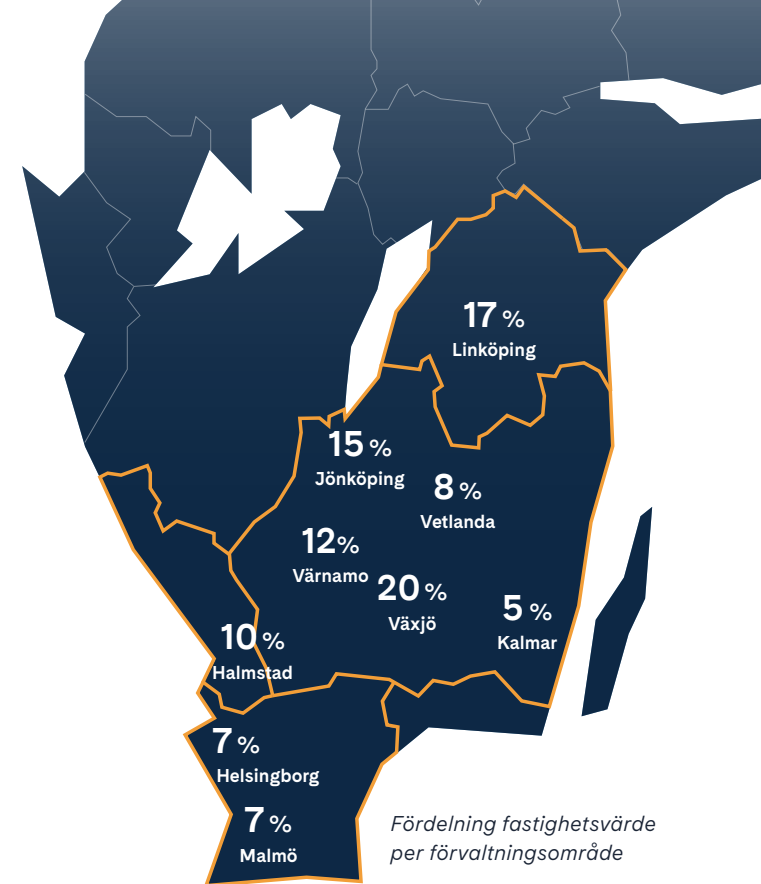 17 %
Linköping
15 %
Jönköping
8 %
Vetlanda
12%
Värnamo
20 %
Växjö
5 %
Kalmar
10 %
Halmstad
7 %
Helsingborg
7 %
Malmö
Fördelning fastighetsvärde
per förvaltningsområde